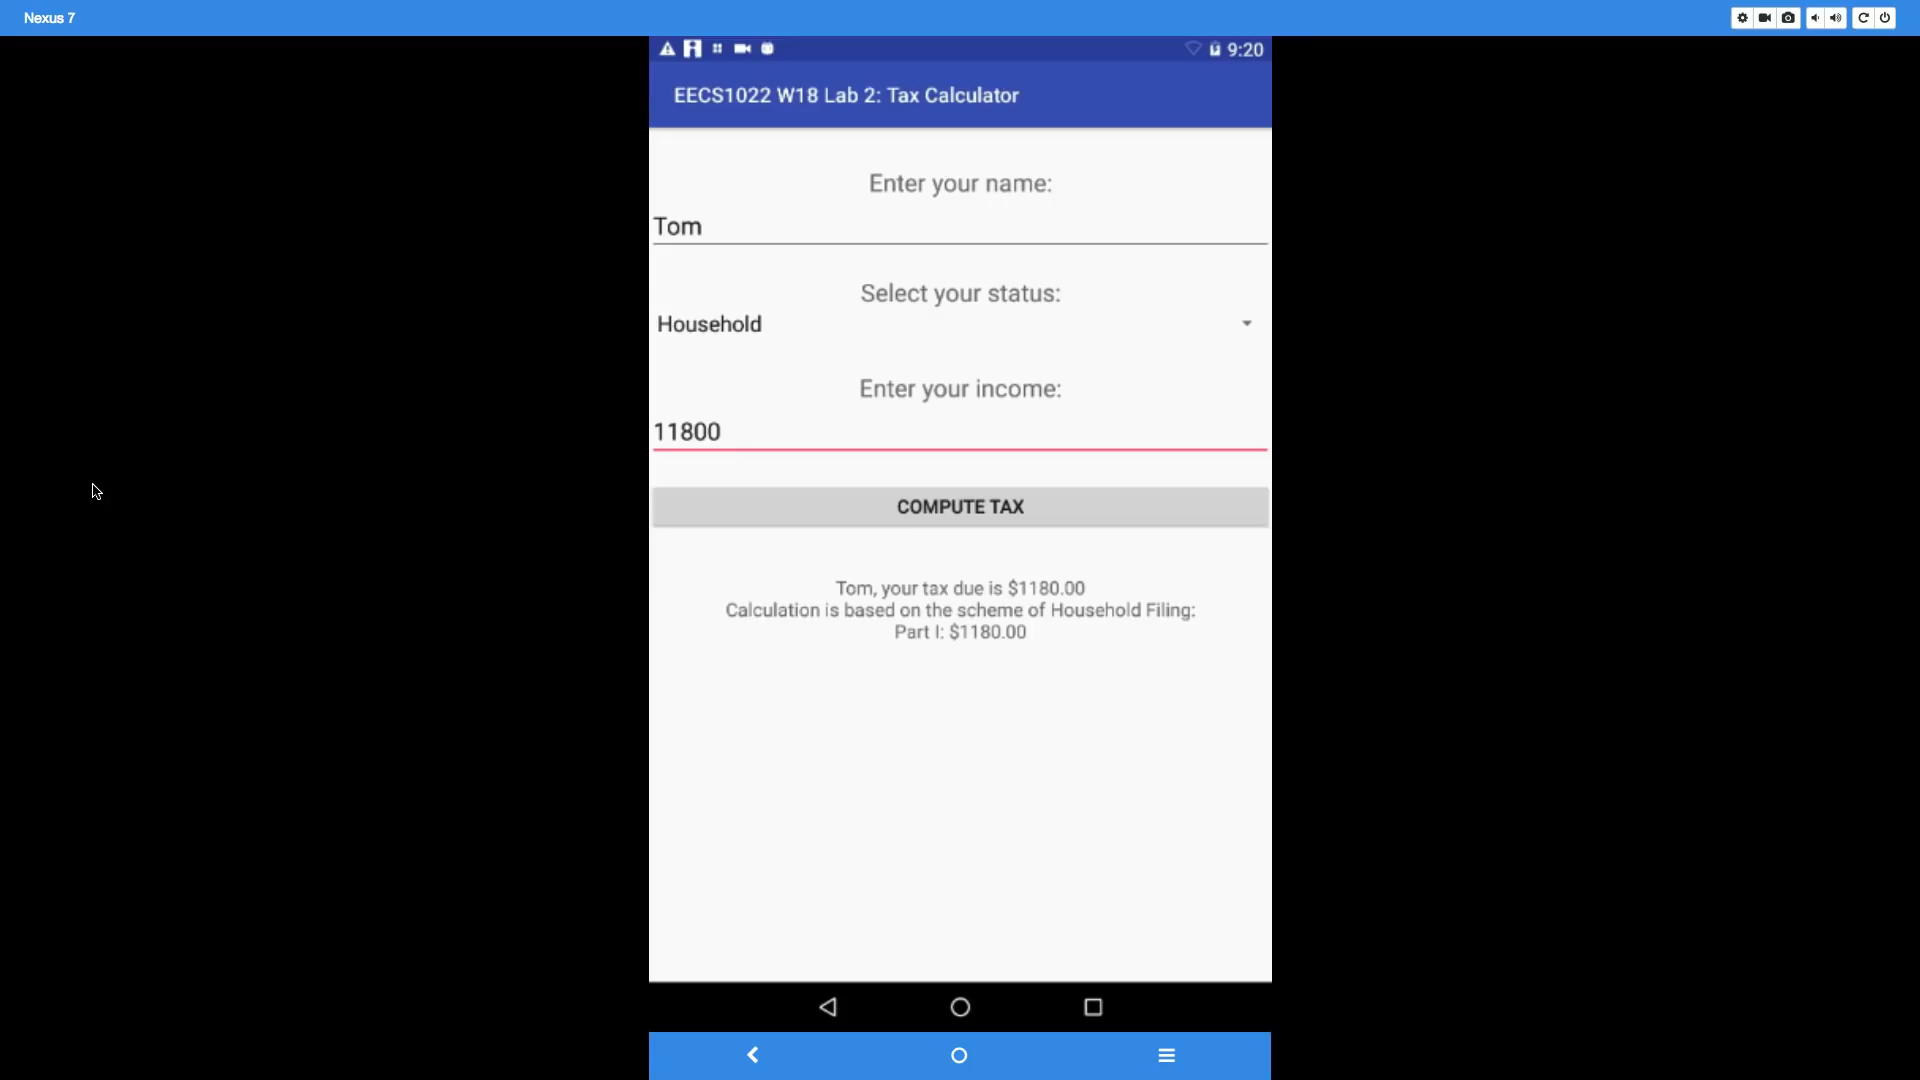 Nexus 7
9:20
EECS1022 W18 Lab 2: Tax Calculator
Enter your name:
Tom
Select your status:
Household
Enter your income:
11800
COMPUTE TAX
Tom, your tax due is $1180.00
Calculation is based on the scheme of Household Filing:
Part I: $1180.00